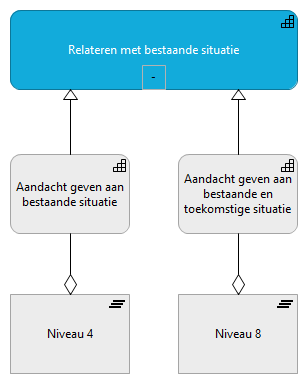 Relateren met bestaande situatie
-
Aandacht geven aan
bestaande situatie
Aandacht geven aan
bestaande en
toekomstige situatie
Niveau 4
Niveau 8